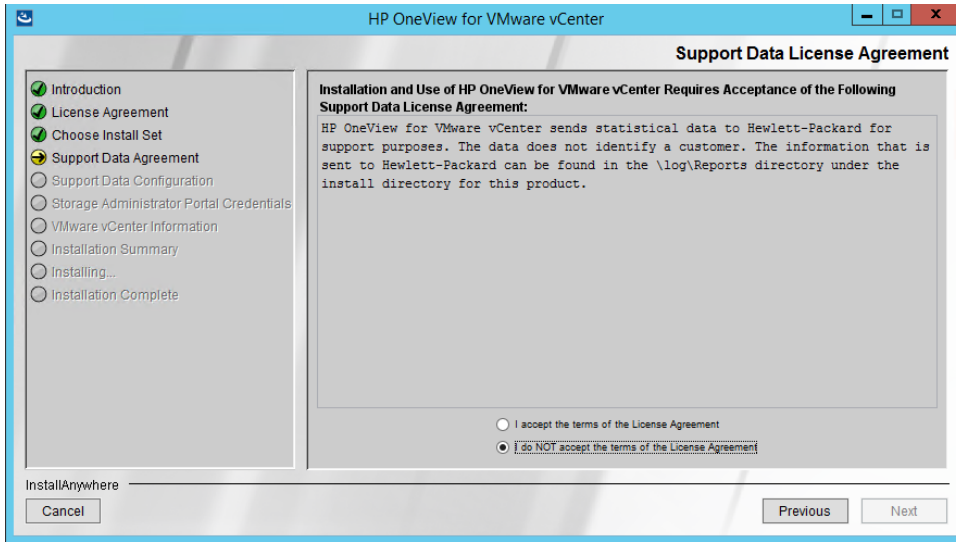 HP OneView for VMware vCenter
Support Data License Agreement
Introduction
License Agreement
Choose Install Set
Support Data Agreement
Support Data Configuration
Storage Administrator Portal Credentials
VMware vCenter Information
Installation Summary
Installing...
Installation Complete
Installation and Use of HP OneView for VMware vCenter Requires Acceptance of the Following
Support Data License Agreement:
HP OneView for VMware vCenter sends statistical data to Hewlett-Packard for
support purposes. The data does not identify a customer. The information that is
sent to Hewlett-Packard can be found in the \log\Reports directory under the
install directory for this product.
I accept the terms of the License Agreement
I do NOT accept the terms of the License Agreement
InstallAnywhere
Cancel
Previous
Next